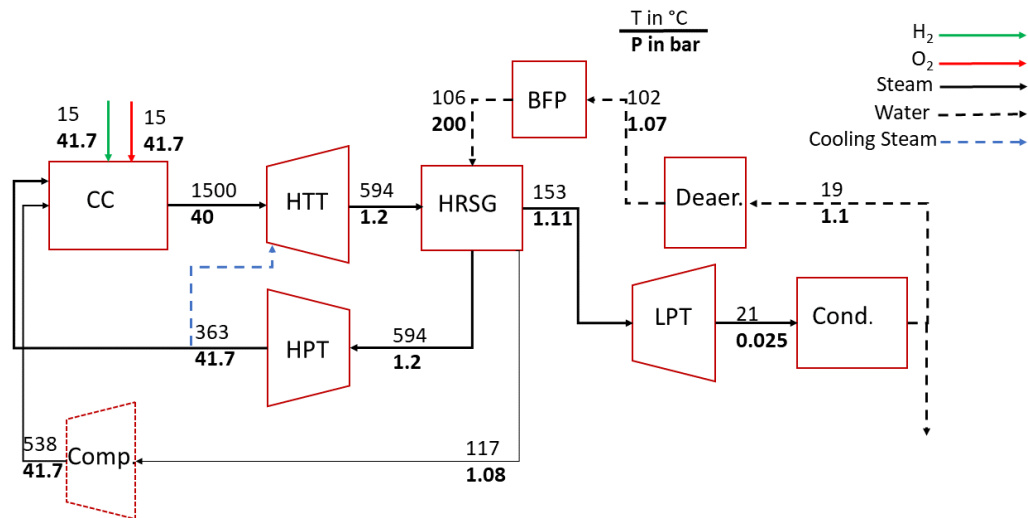 T in °C
P in bar
H2
O2
Steam
Water
Cooling Steam
15
41.7
15
41.7
CC
1500
40
HTT
594
1.2
HRSG
106
200
BFP
102
1.07
153
1.11
Deaer.
19
1.1
363
41.7
HPT
594
1.2
LPT
21
0.025
Cond.
538
41.7
Comp.
117
1.08